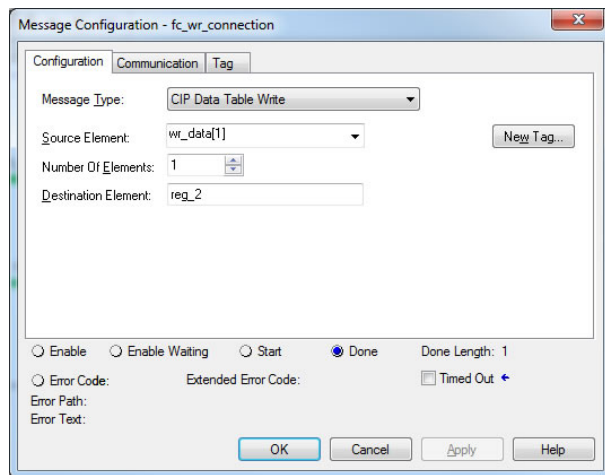 Message Configuration - fc_wr_connection
Configuration Communication Tag
Message Type: CIP Data Table Write
Source Element: wr_data[1] New Tag...
Number Of Elements: 1
Destination Element: reg_2
Enable Enable Waiting Start Done Done Length: 1
Error Code: Extended Error Code: Timed Out ←
Error Path:
Error Text:
OK Cancel Apply Help